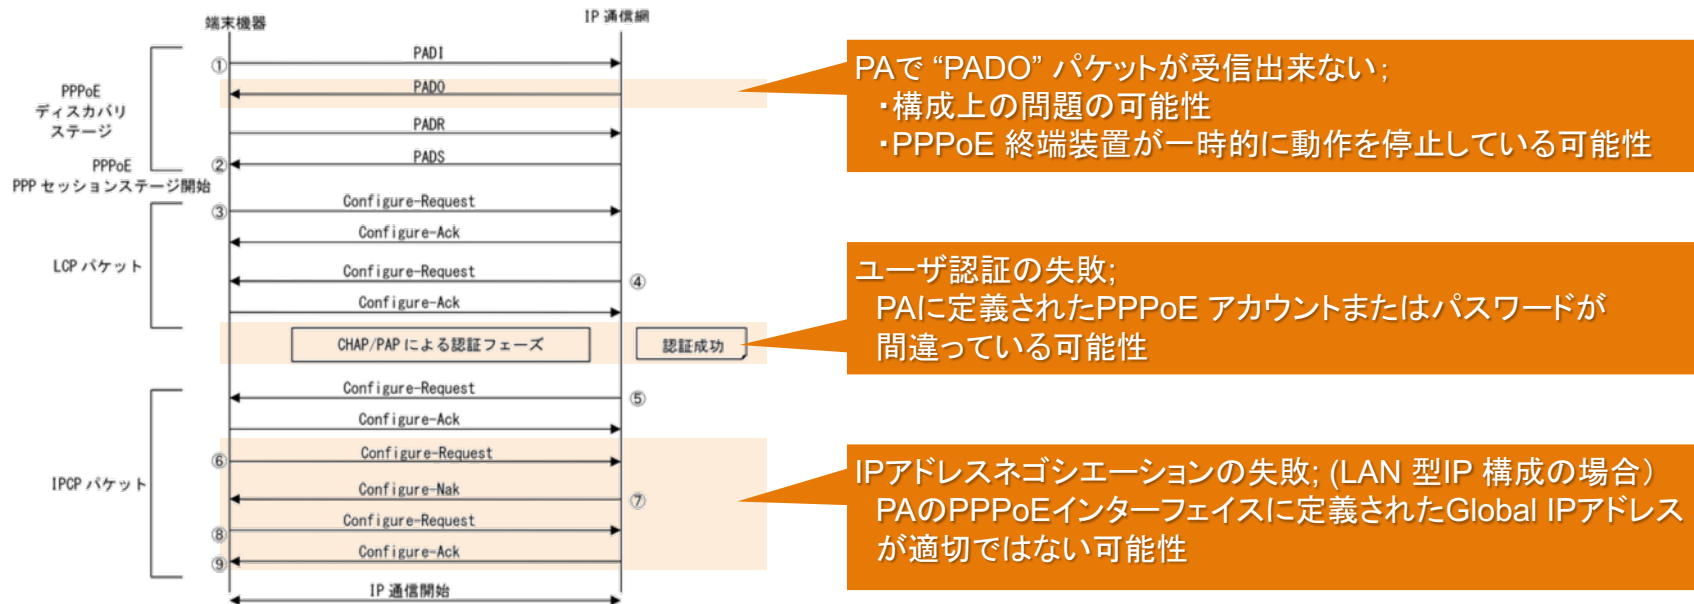 端末機器
IP 通信網
PPPoE
ディスカバリ
ステージ
①
PADI
PADO
PADR
②
PADS
PPPoE
PPP セッションステージ開始
LCP パケット
③
Configure-Request
Configure-Ack
Configure-Request
④
Configure-Ack
CHAP/PAP による認証フェーズ
認証成功
IPCP パケット
Configure-Request
⑤
Configure-Ack
⑥
Configure-Request
Configure-Nak
⑦
⑧
Configure-Request
⑨
Configure-Ack
IP 通信開始
PAで “PADO” パケットが受信出来ない;
・構成上の問題の可能性
・PPPoE 終端装置が一時的に動作を停止している可能性
ユーザ認証の失敗;
PAに定義されたPPPoE アカウントまたはパスワードが
間違っている可能性
IPアドレスネゴシエーションの失敗; (LAN 型IP 構成の場合）
PAのPPPoEインターフェイスに定義されたGlobal IPアドレス
が適切ではない可能性